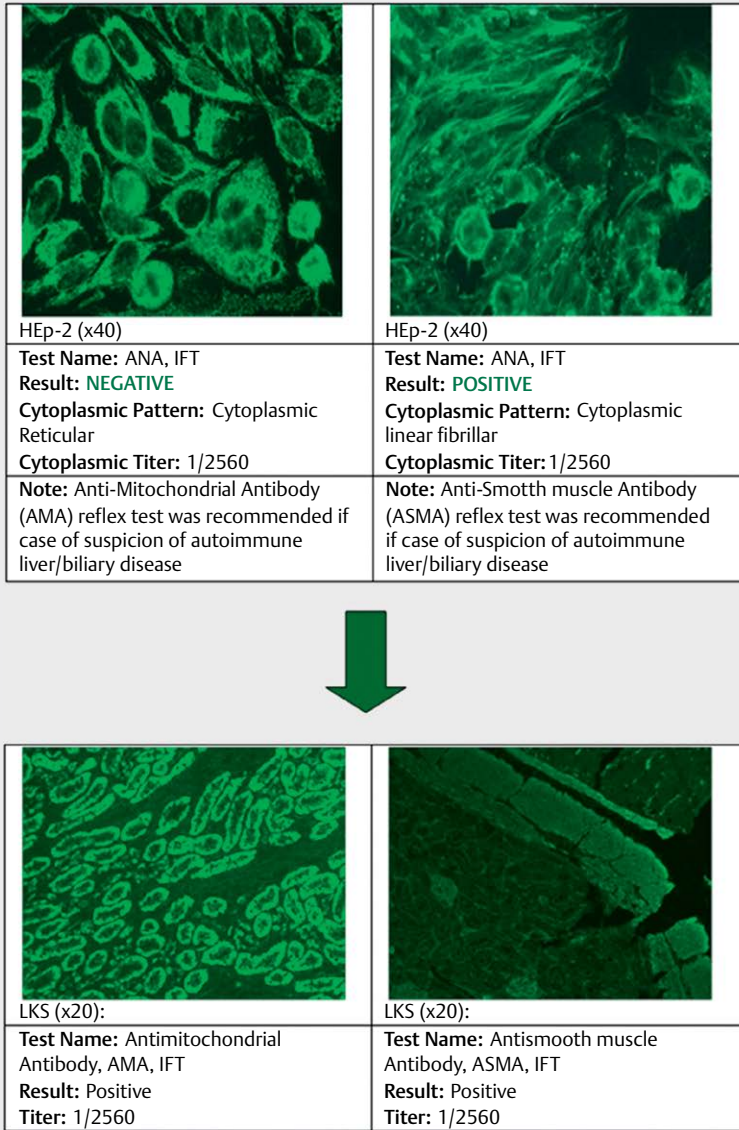 HEp-2 (x40)
Test Name: ANA, IFT
Result: NEGATIVE
Cytoplasmic Pattern: Cytoplasmic
Reticular
Cytoplasmic Titer: 1/2560
Note: Anti-Mitochondrial Antibody
(AMA) reflex test was recommended if
case of suspicion of autoimmune
liver/biliary disease
HEp-2 (x40)
Test Name: ANA, IFT
Result: POSITIVE
Cytoplasmic Pattern: Cytoplasmic
linear fibrillar
Cytoplasmic Titer: 1/2560
Note: Anti-Smotth muscle Antibody
(ASMA) reflex test was recommended
if case of suspicion of autoimmune
liver/biliary disease
LKS (x20):
Test Name: Antimitochondrial
Antibody, AMA, IFT
Result: Positive
Titer: 1/2560
LKS (x20):
Test Name: Antismooth muscle
Antibody, ASMA, IFT
Result: Positive
Titer: 1/2560